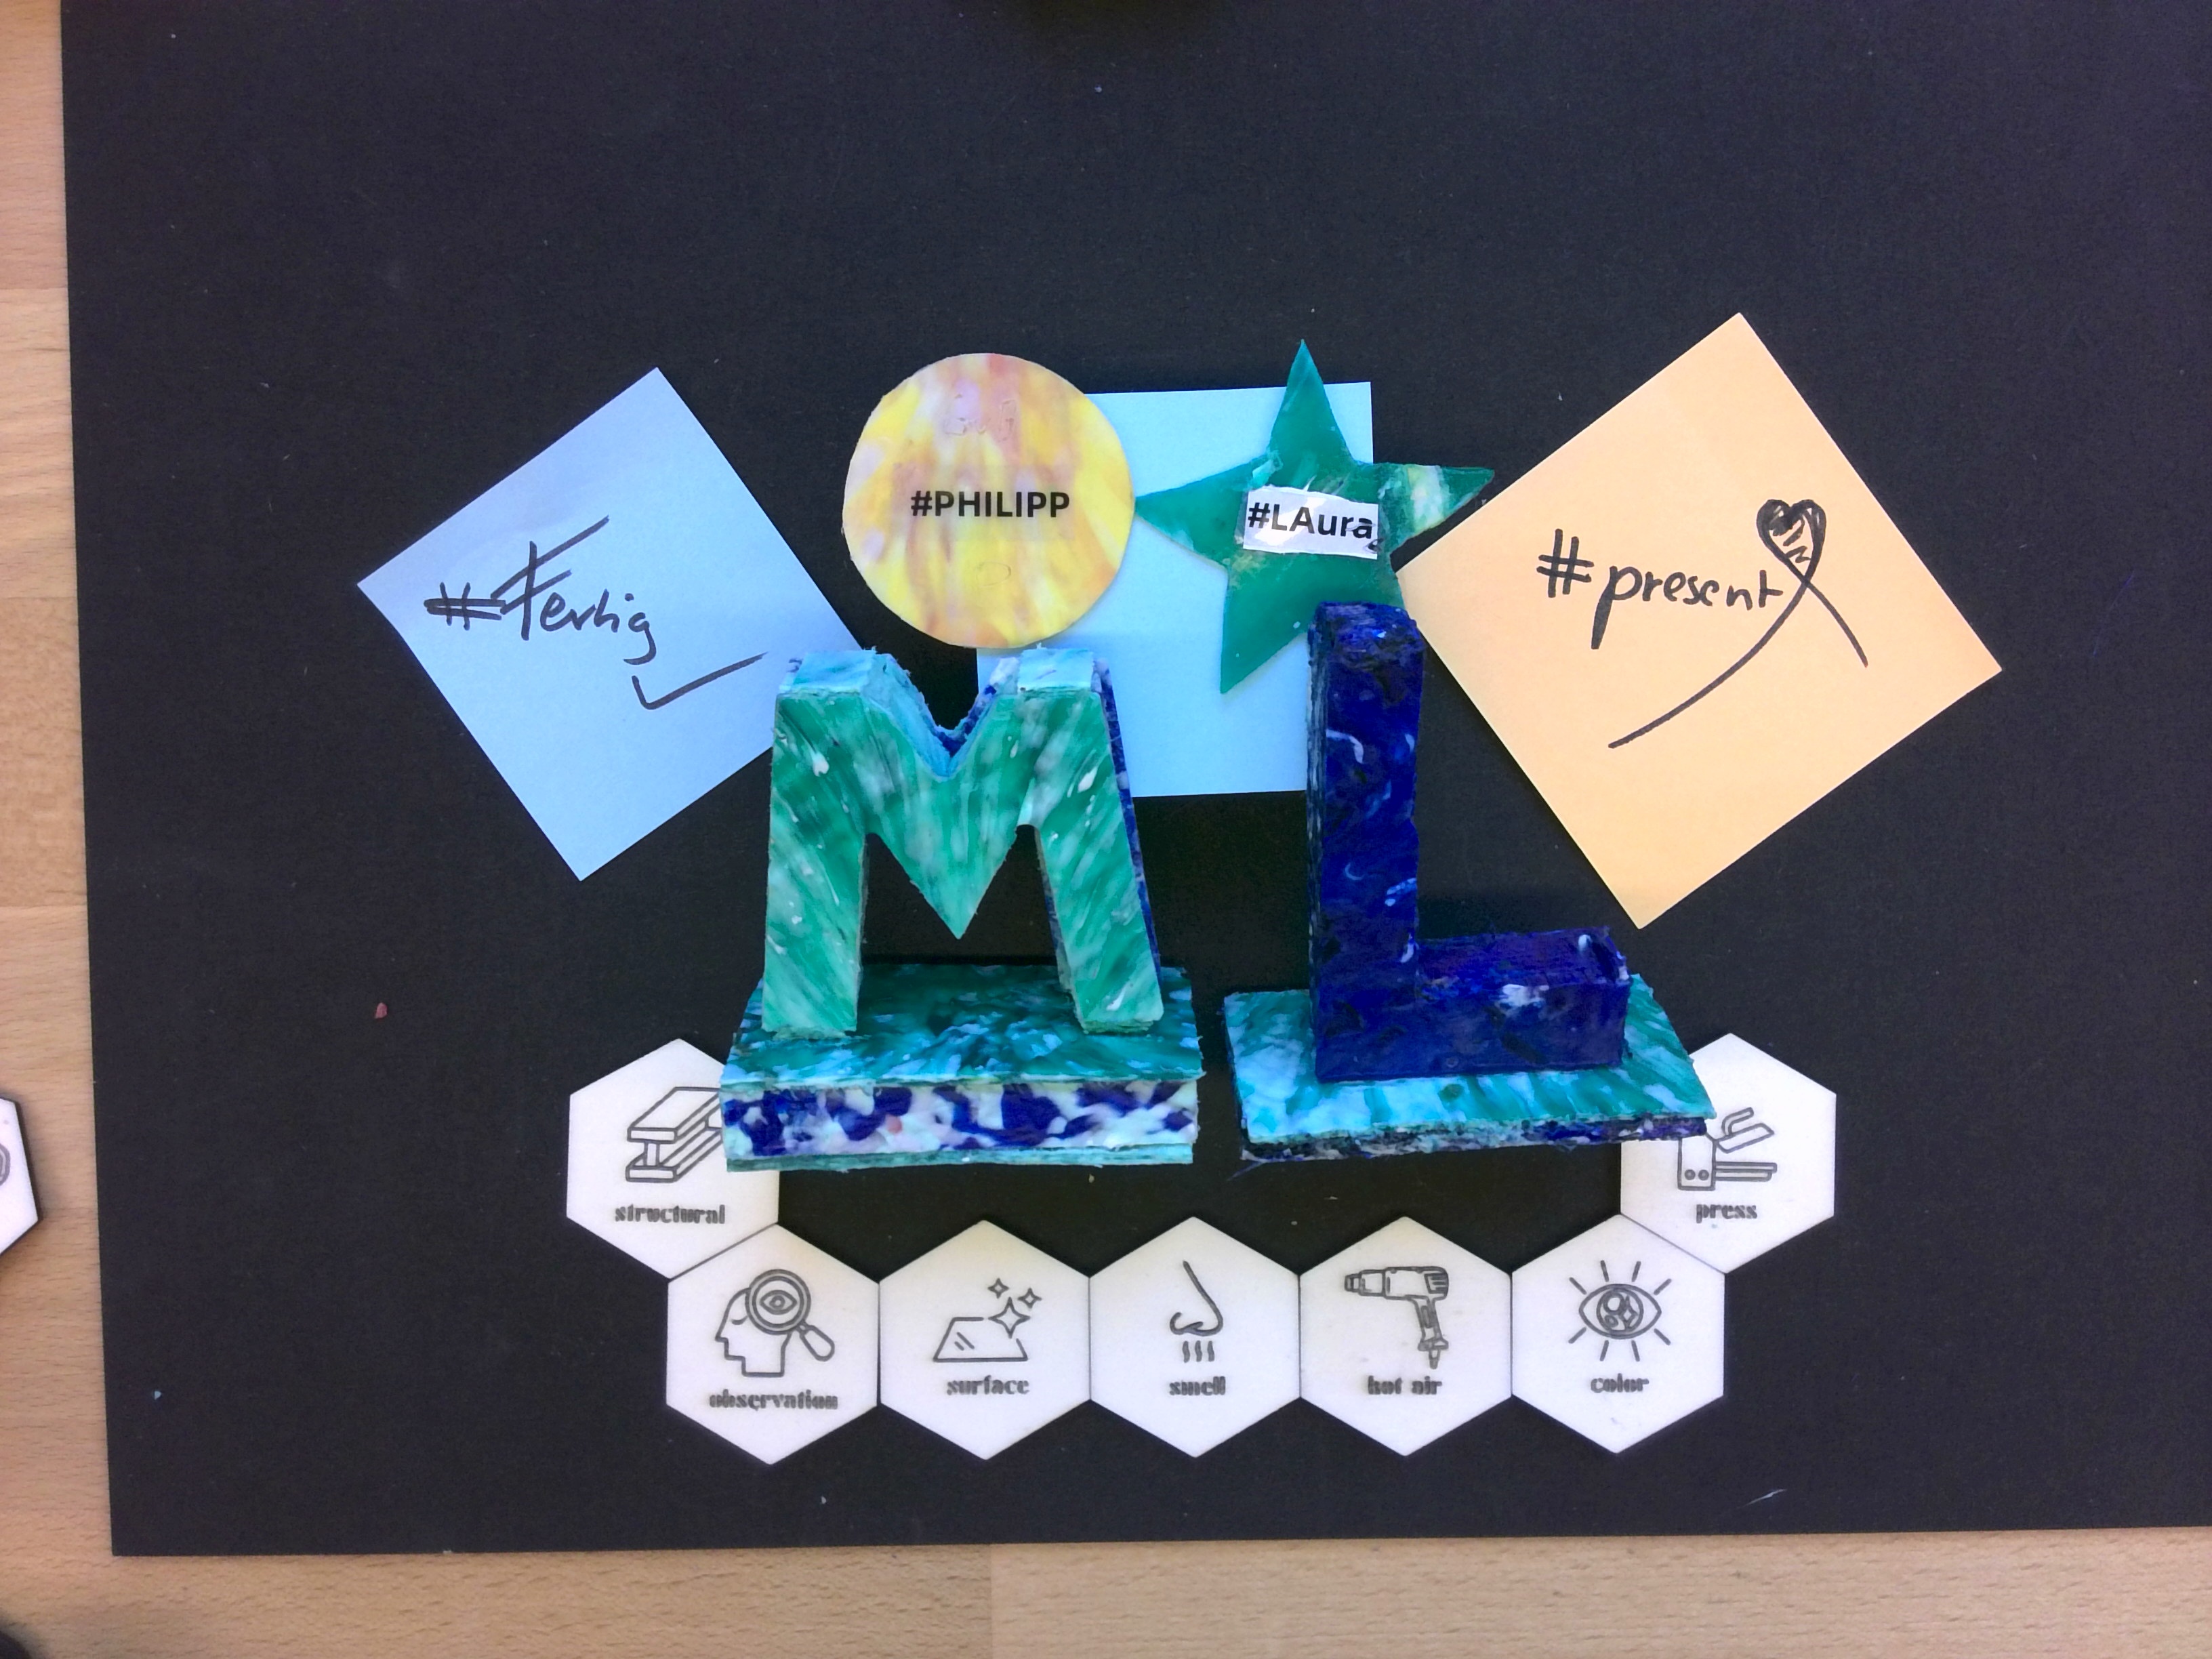 #PHILIPP
#LAura
#Fertig
#present
M L
structural
press
observation
surface
smell
hot air
color